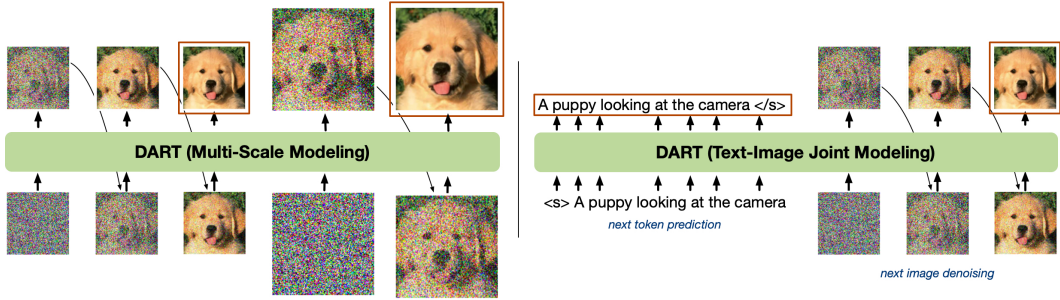 DART (Multi-Scale Modeling)
A puppy looking at the camera </s>
DART (Text-Image Joint Modeling)
<s> A puppy looking at the camera
next token prediction
next image denoising